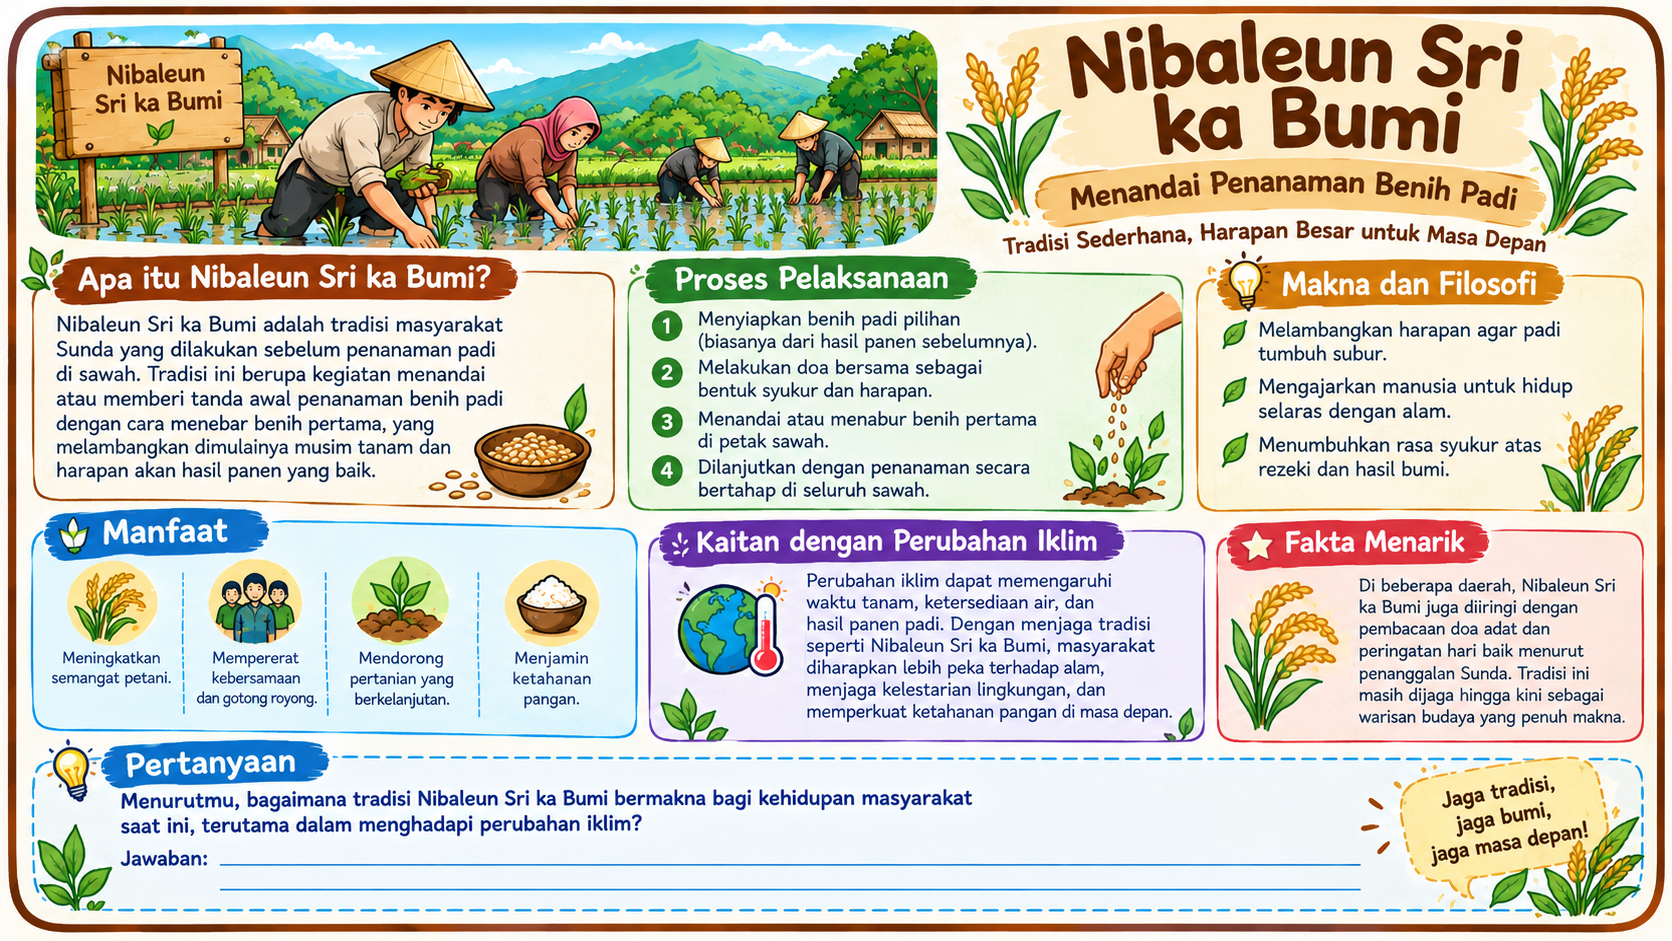 Nibaleun
Sri ka Bumi
Nibaleun Sri
ka Bumi
Menandai Penanaman Benih Padi
Tradisi Sederhana, Harapan Besar untuk Masa Depan
Apa itu Nibaleun Sri ka Bumi?
Nibaleun Sri ka Bumi adalah tradisi masyarakat
Sunda yang dilakukan sebelum penanaman padi
di sawah. Tradisi ini berupa kegiatan menandai
atau memberi tanda awal penanaman benih padi
dengan cara menebar benih pertama, yang
melambangkan dimulainya musim tanam dan
harapan akan hasil panen yang baik.
Proses Pelaksanaan
1 Menyiapkan benih padi pilihan
(biasanya dari hasil panen sebelumnya).
2 Melakukan doa bersama sebagai
bentuk syukur dan harapan.
3 Menandai atau menabur benih pertama
di petak sawah.
4 Dilanjutkan dengan penanaman secara
bertahap di seluruh sawah.
Makna dan Filosofi
Melambangkan harapan agar padi
tumbuh subur.
Mengajarkan manusia untuk hidup
selaras dengan alam.
Menumbuhkan rasa syukur atas
rezeki dan hasil bumi.
Manfaat
Meningkatkan
semangat petani.
Mempererat
kebersamaan
dan gotong royong.
Mendorong
pertanian yang
berkelanjutan.
Menjamin
ketahanan
pangan.
Kaitan dengan Perubahan Iklim
Perubahan iklim dapat memengaruhi
waktu tanam, ketersediaan air, dan
hasil panen padi. Dengan menjaga tradisi
seperti Nibaleun Sri ka Bumi, masyarakat
diharapkan lebih peka terhadap alam,
menjaga kelestarian lingkungan, dan
memperkuat ketahanan pangan di masa depan.
Fakta Menarik
Di beberapa daerah, Nibaleun Sri
ka Bumi juga diiringi dengan
pembacaan doa adat dan
peringatan hari baik menurut
penanggalan Sunda. Tradisi ini
masih dijaga hingga kini sebagai
warisan budaya yang penuh makna.
Pertanyaan
Menurutmu, bagaimana tradisi Nibaleun Sri ka Bumi bermakna bagi kehidupan masyarakat
saat ini, terutama dalam menghadapi perubahan iklim?
Jawaban:
Jaga tradisi,
jaga bumi,
jaga masa depan!